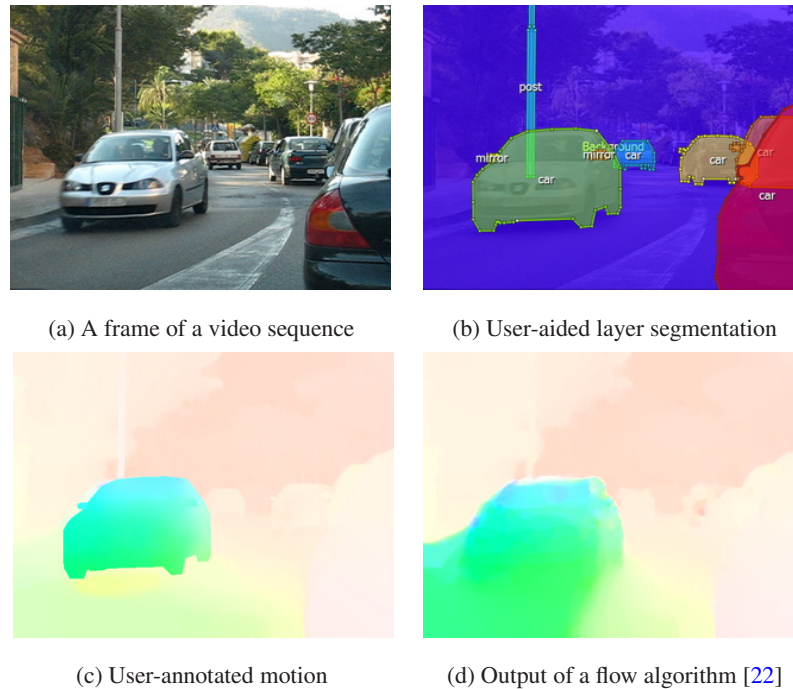 post
Background
mirror
mirror
car
car
car
car
car
(a) A frame of a video sequence
(b) User-aided layer segmentation
(c) User-annotated motion
(d) Output of a flow algorithm [22]